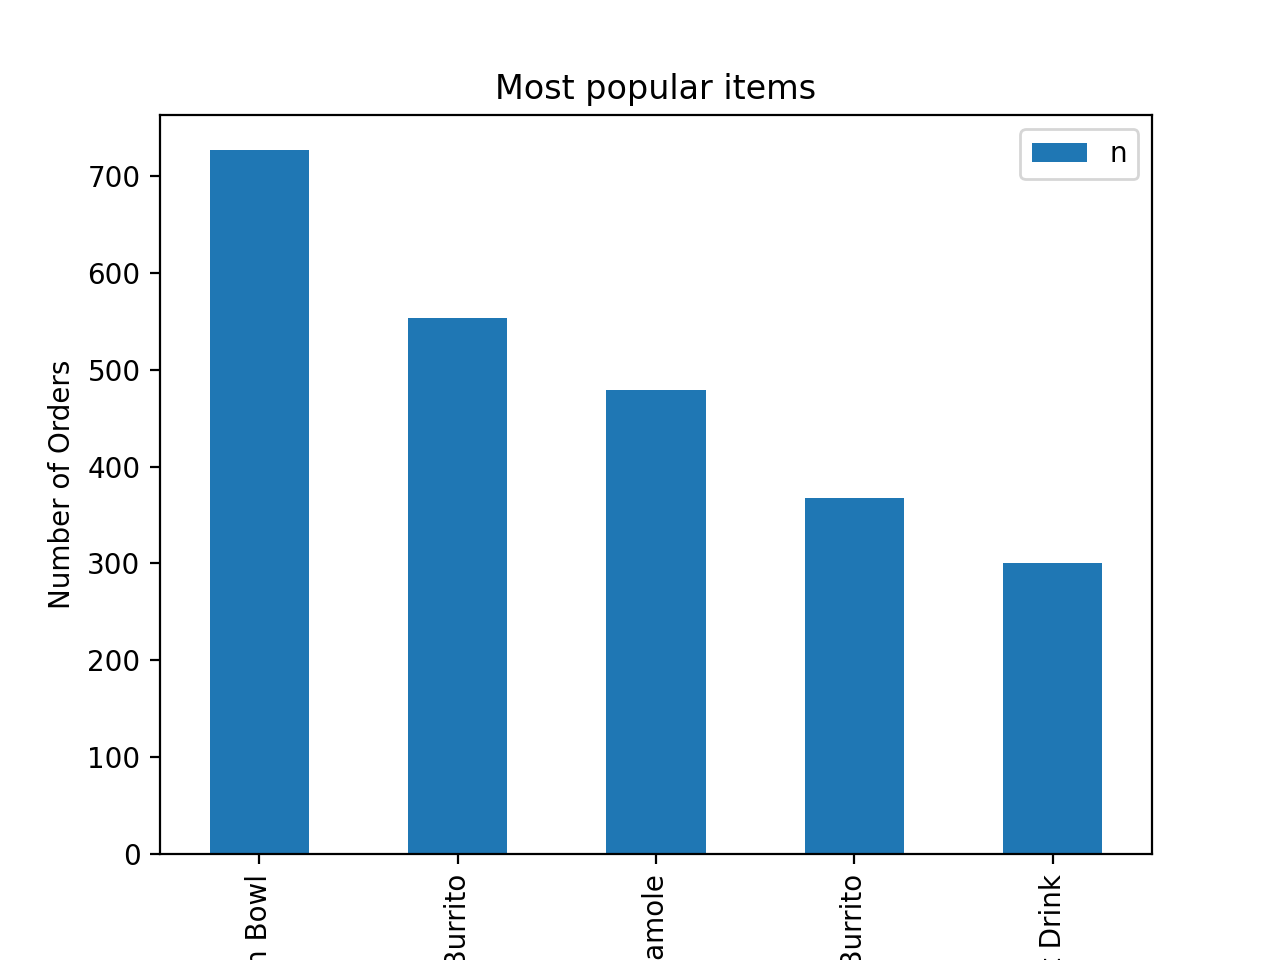 Most popular items
n
Number of Orders
700
600
500
400
300
200
100
0
Bowl
Burrito
amole
Burrito
Drink